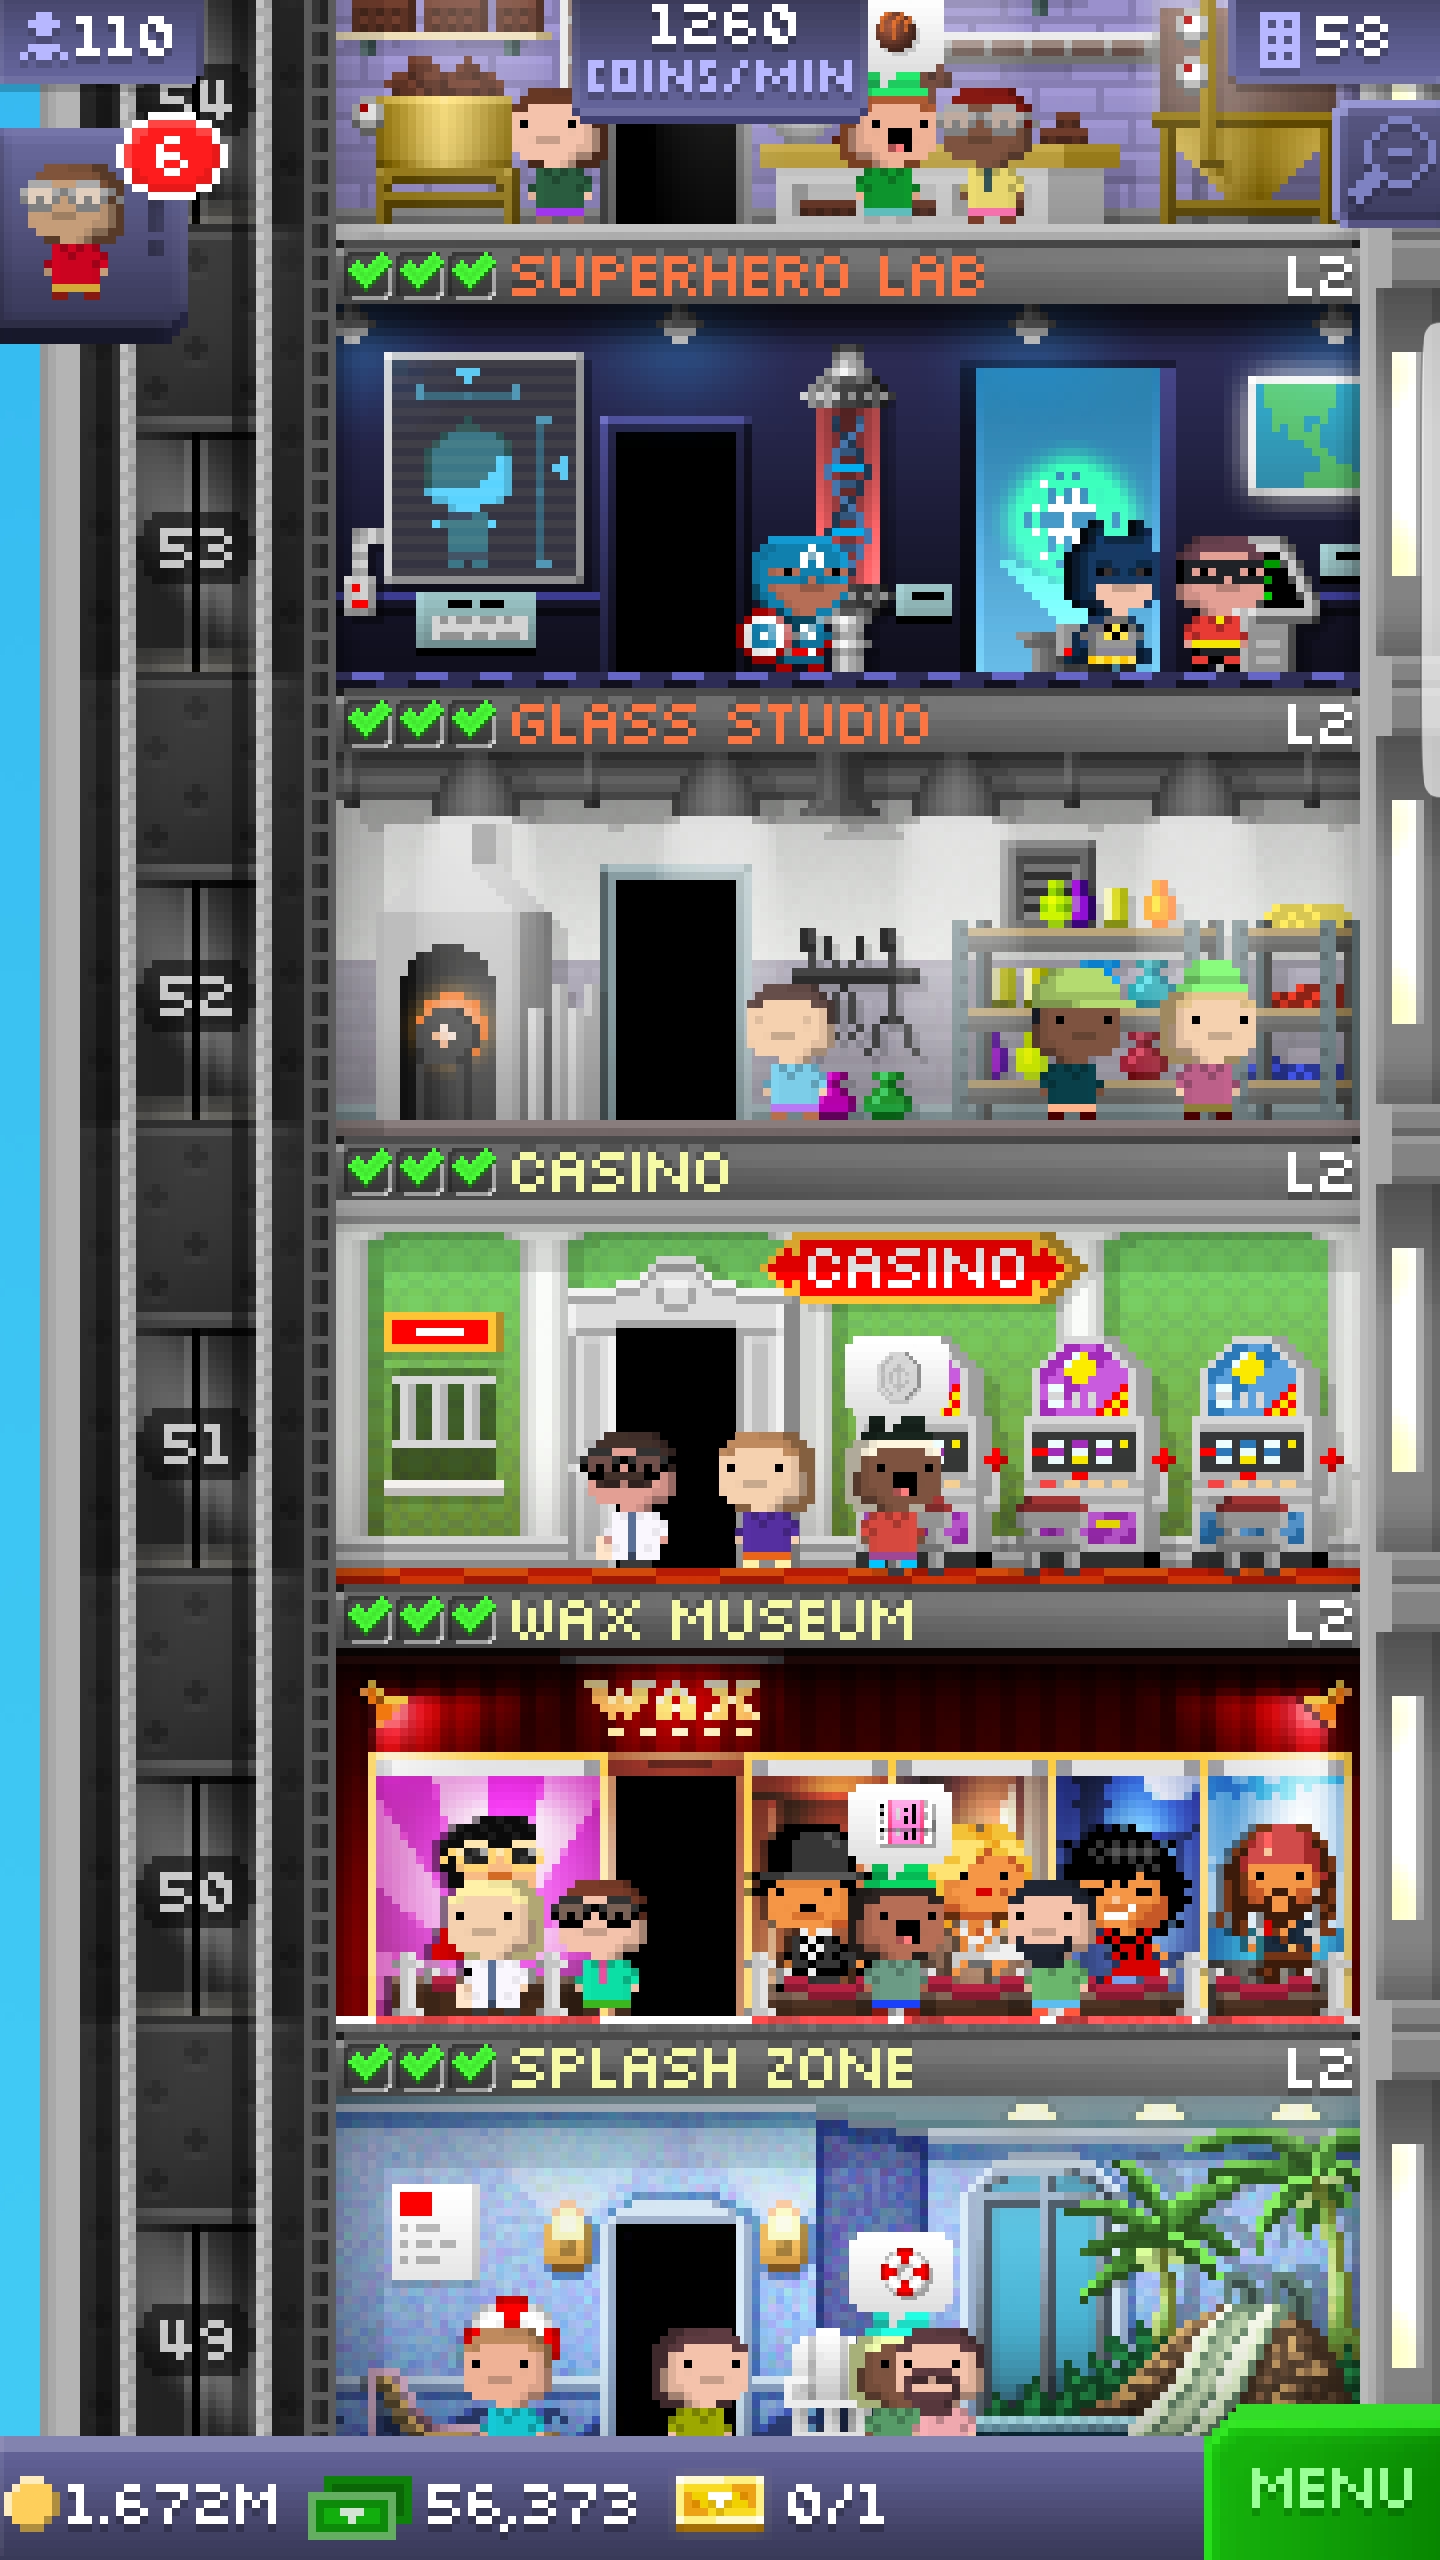 110
1260
COINS/MIN
58
54
6
SUPERHERO LAB L2
53
GLASS STUDIO L2
52
CASINO L2
CASINO
51
WAX MUSEUM L2
WAX
50
SPLASH ZONE L2
49
1.672M 56,373 0/1 MENU